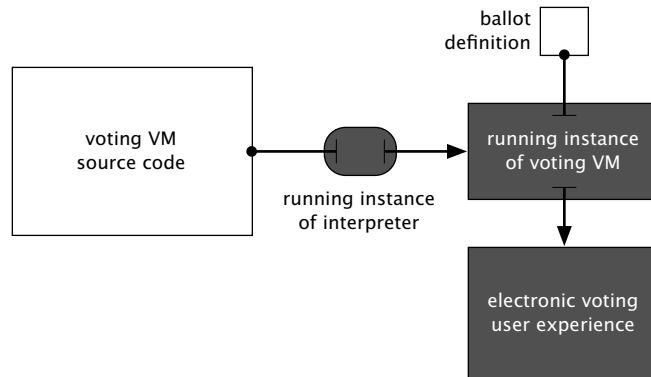 ballot
definition
voting VM
source code
running instance
of voting VM
running instance
of interpreter
electronic voting
user experience